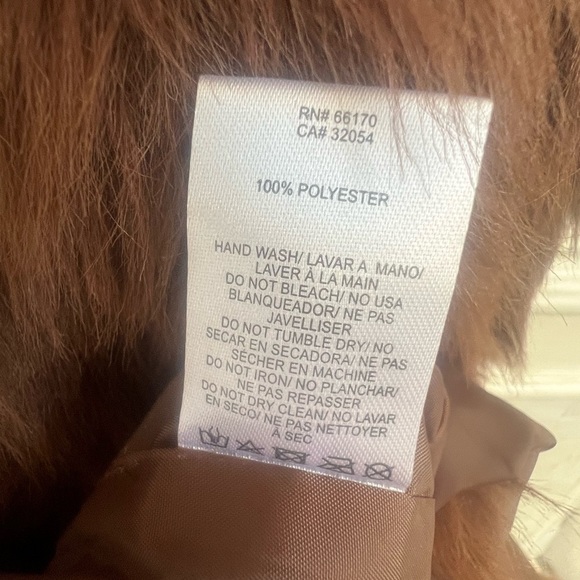 RN# 66170
CA# 32054
100% POLYESTER
HAND WASH/ LAVAR A MANO/
LAVER À LA MAIN
DO NOT BLEACH/ NO USA
BLANQUEADOR/ NE PAS
JAVELLISER
DO NOT TUMBLE DRY/ NO
SECAR EN SECADORA/ NE PAS
SÉCHER EN MACHINE
DO NOT IRON/ NO PLANCHAR/
NE PAS REPASSER
DO NOT DRY CLEAN/ NO LAVAR
EN SECO/ NE PAS NETTOYER
À SEC